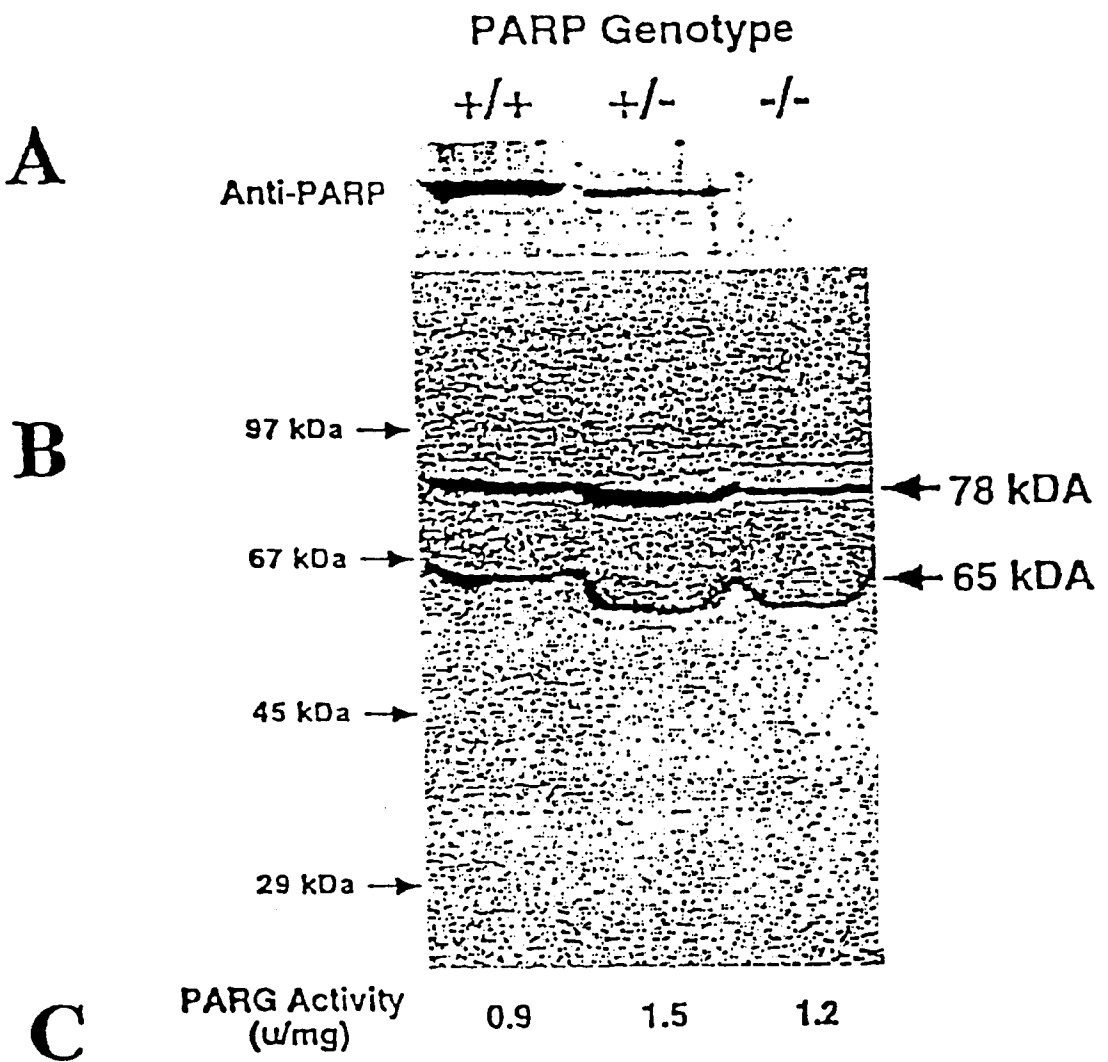 PARP Genotype
+/+ +/- -/-
A
Anti-PARP
B
97 kDa
78 kDA
67 kDa
65 kDA
45 kDa
29 kDa
C
PARG Activity
(u/mg)
0.9 1.5 1.2